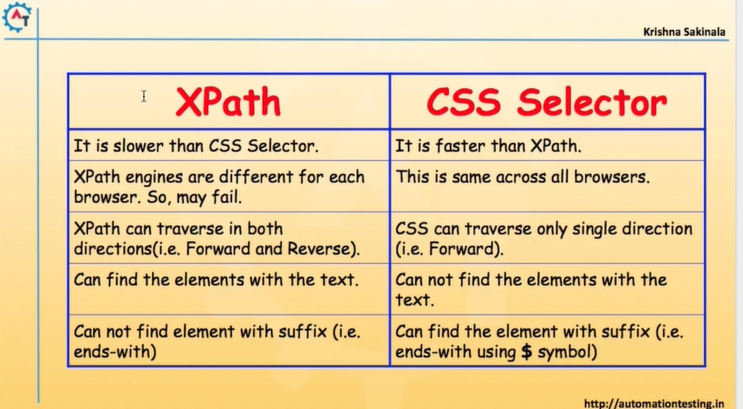 AT
Krishna Sakinala
XPath
CSS Selector
It is slower than CSS Selector.
It is faster than XPath.
XPath engines are different for each
browser. So, may fail.
This is same across all browsers.
XPath can traverse in both
directions(i.e. Forward and Reverse).
CSS can traverse only single direction
(i.e. Forward).
Can find the elements with the text.
Can not find the elements with the
text.
Can not find element with suffix (i.e.
ends-with)
Can find the element with suffix (i.e.
ends-with using $ symbol)
http://automationtesting.in